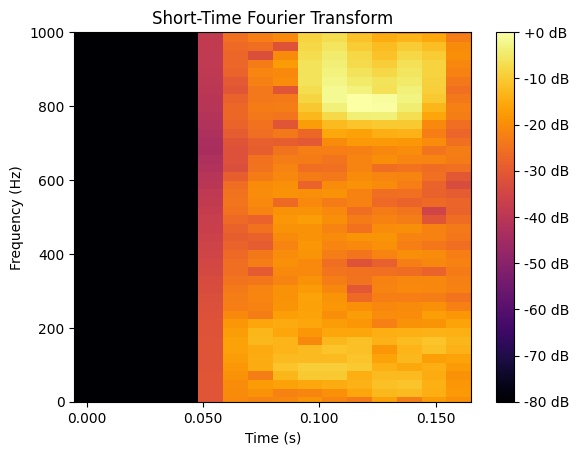 Short-Time Fourier Transform
1000
800
600
400
200
0
Frequency (Hz)
0.000
0.050
0.100
0.150
Time (s)
+0 dB
-10 dB
-20 dB
-30 dB
-40 dB
-50 dB
-60 dB
-70 dB
-80 dB